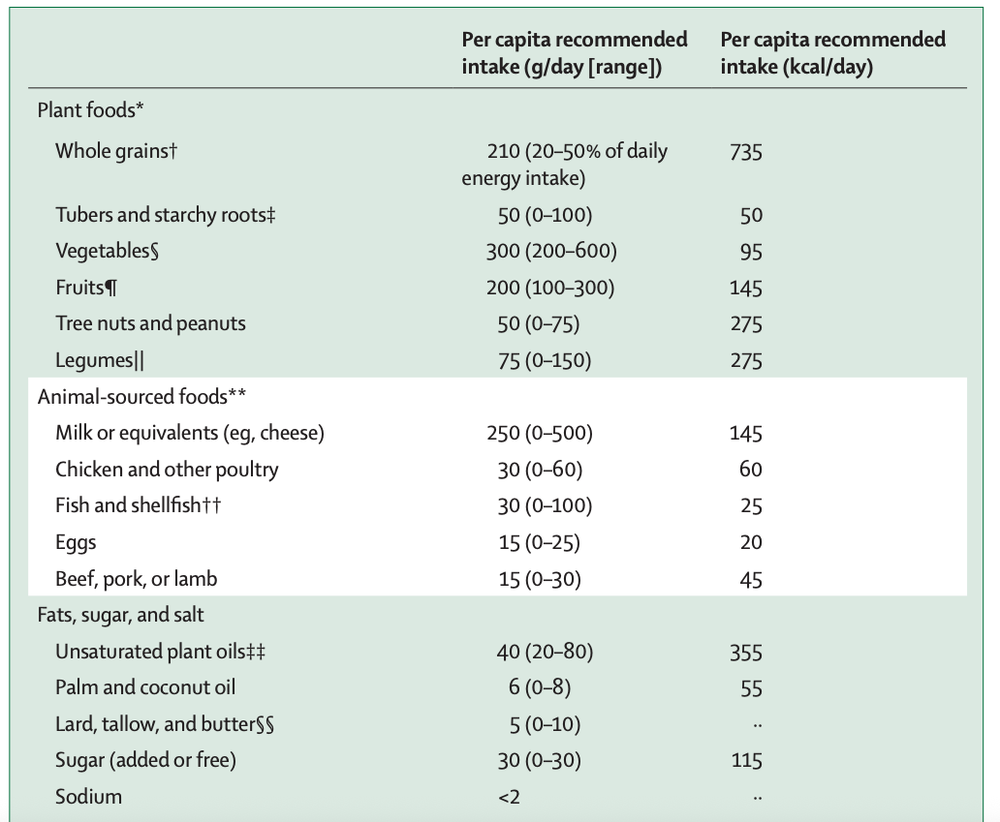 Per capita recommended intake (g/day [range]) Per capita recommended intake (kcal/day)
Plant foods*
Whole grains† 210 (20–50% of daily energy intake) 735
Tubers and starchy roots‡ 50 (0–100) 50
Vegetables§ 300 (200–600) 95
Fruits¶ 200 (100–300) 145
Tree nuts and peanuts 50 (0–75) 275
Legumes|| 75 (0–150) 275
Animal-sourced foods**
Milk or equivalents (eg, cheese) 250 (0–500) 145
Chicken and other poultry 30 (0–60) 60
Fish and shellfish†† 30 (0–100) 25
Eggs 15 (0–25) 20
Beef, pork, or lamb 15 (0–30) 45
Fats, sugar, and salt
Unsaturated plant oils‡‡ 40 (20–80) 355
Palm and coconut oil 6 (0–8) 55
Lard, tallow, and butter§§ 5 (0–10) ··
Sugar (added or free) 30 (0–30) 115
Sodium <2 ··